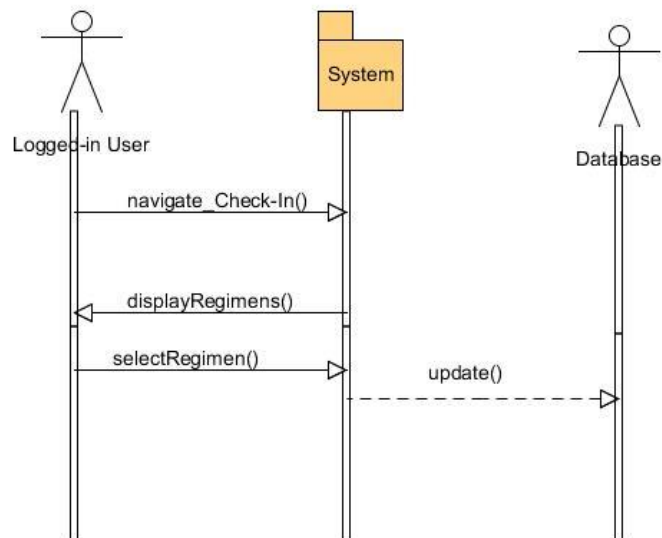 System
Logged-in User
Database
navigate_Check-In()
displayRegimens()
selectRegimen()
update()